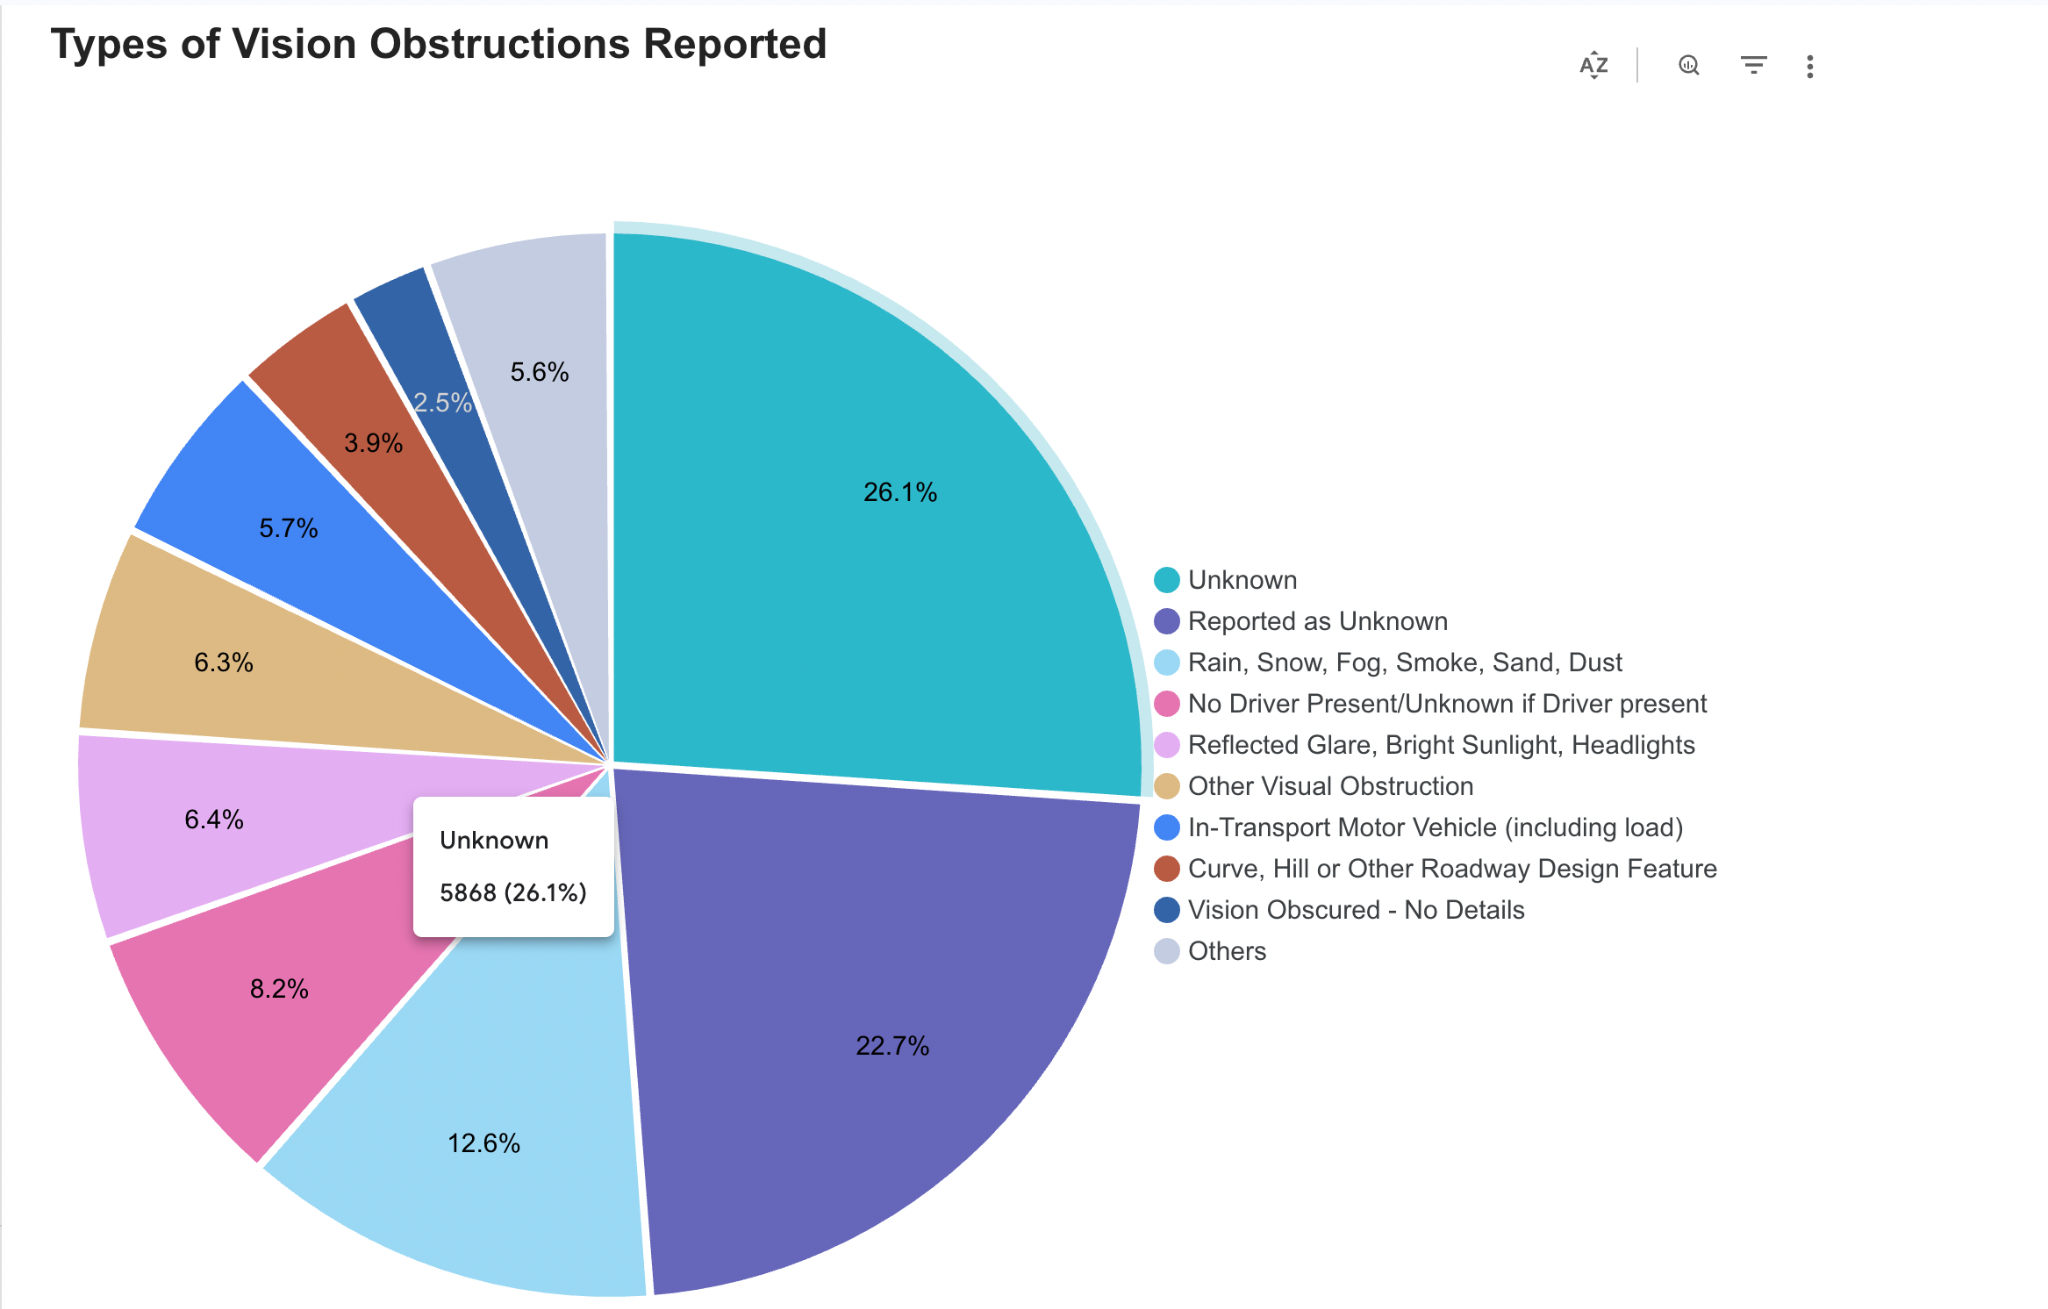 Types of Vision Obstructions Reported
AZ
5.6%
2.5%
3.9%
26.1%
5.7%
6.3%
6.4%
8.2%
12.6%
22.7%
Unknown
5868 (26.1%)
Unknown
Reported as Unknown
Rain, Snow, Fog, Smoke, Sand, Dust
No Driver Present/Unknown if Driver present
Reflected Glare, Bright Sunlight, Headlights
Other Visual Obstruction
In-Transport Motor Vehicle (including load)
Curve, Hill or Other Roadway Design Feature
Vision Obscured - No Details
Others